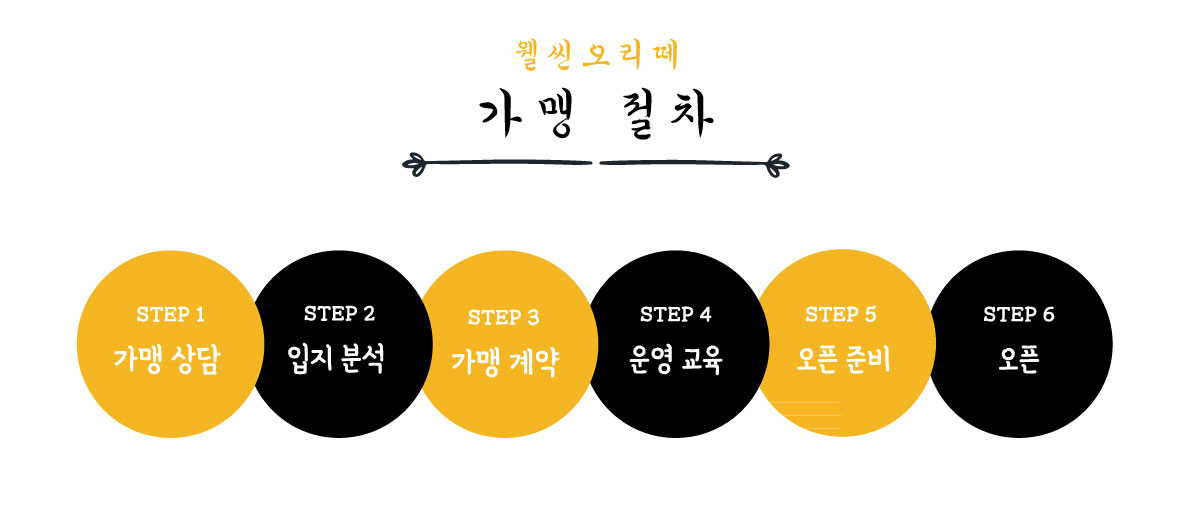 웰씬오리떼
가맹 절차
STEP 1
가맹 상담
STEP 2
입지 분석
STEP 3
가맹 계약
STEP 4
운영 교육
STEP 5
오픈 준비
STEP 6
오픈